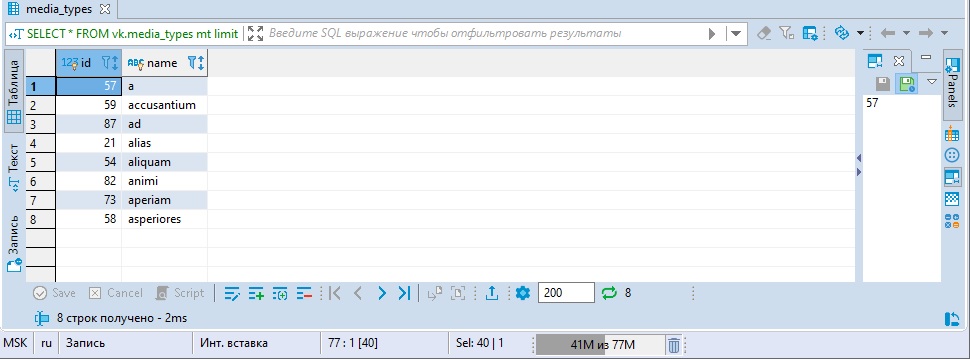 media_types
SELECT * FROM vk.media_types mt limit Введите SQL выражение чтобы отфильтровать результаты
Таблица
Текст
Запись
123 id ABC name
1 57 a
2 59 accusantium
3 87 ad
4 21 alias
5 54 aliquam
6 82 animi
7 73 aperiam
8 58 asperiores
57
Panels
Save Cancel Script 200 8
8 строк получено - 2ms
MSK ru Запись Инт. вставка 77 : 1 [40] Sel: 40 | 1 41M из 77M